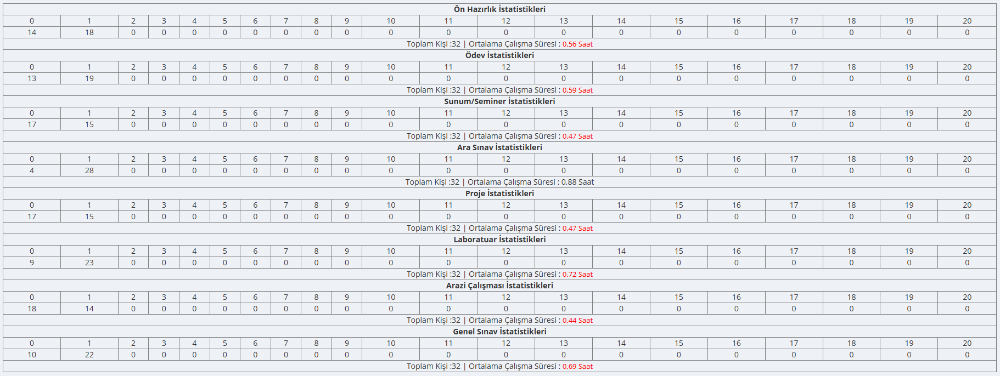 Ön Hazırlık İstatistikleri
0 1 2 3 4 5 6 7 8 9 10 11 12 13 14 15 16 17 18 19 20
14 18 0 0 0 0 0 0 0 0 0 0 0 0 0 0 0 0 0 0 0
Toplam Kişi :32 | Ortalama Çalışma Süresi : 0,56 Saat
Ödev İstatistikleri
0 1 2 3 4 5 6 7 8 9 10 11 12 13 14 15 16 17 18 19 20
13 19 0 0 0 0 0 0 0 0 0 0 0 0 0 0 0 0 0 0 0
Toplam Kişi :32 | Ortalama Çalışma Süresi : 0,59 Saat
Sunum/Seminer İstatistikleri
0 1 2 3 4 5 6 7 8 9 10 11 12 13 14 15 16 17 18 19 20
17 15 0 0 0 0 0 0 0 0 0 0 0 0 0 0 0 0 0 0 0
Toplam Kişi :32 | Ortalama Çalışma Süresi : 0,47 Saat
Ara Sınav İstatistikleri
0 1 2 3 4 5 6 7 8 9 10 11 12 13 14 15 16 17 18 19 20
4 28 0 0 0 0 0 0 0 0 0 0 0 0 0 0 0 0 0 0 0
Toplam Kişi :32 | Ortalama Çalışma Süresi : 0,88 Saat
Proje İstatistikleri
0 1 2 3 4 5 6 7 8 9 10 11 12 13 14 15 16 17 18 19 20
17 15 0 0 0 0 0 0 0 0 0 0 0 0 0 0 0 0 0 0 0
Toplam Kişi :32 | Ortalama Çalışma Süresi : 0,47 Saat
Laboratuar İstatistikleri
0 1 2 3 4 5 6 7 8 9 10 11 12 13 14 15 16 17 18 19 20
9 23 0 0 0 0 0 0 0 0 0 0 0 0 0 0 0 0 0 0 0
Toplam Kişi :32 | Ortalama Çalışma Süresi : 0,72 Saat
Arazi Çalışması İstatistikleri
0 1 2 3 4 5 6 7 8 9 10 11 12 13 14 15 16 17 18 19 20
18 14 0 0 0 0 0 0 0 0 0 0 0 0 0 0 0 0 0 0 0
Toplam Kişi :32 | Ortalama Çalışma Süresi : 0,44 Saat
Genel Sınav İstatistikleri
0 1 2 3 4 5 6 7 8 9 10 11 12 13 14 15 16 17 18 19 20
10 22 0 0 0 0 0 0 0 0 0 0 0 0 0 0 0 0 0 0 0
Toplam Kişi :32 | Ortalama Çalışma Süresi : 0,69 Saat